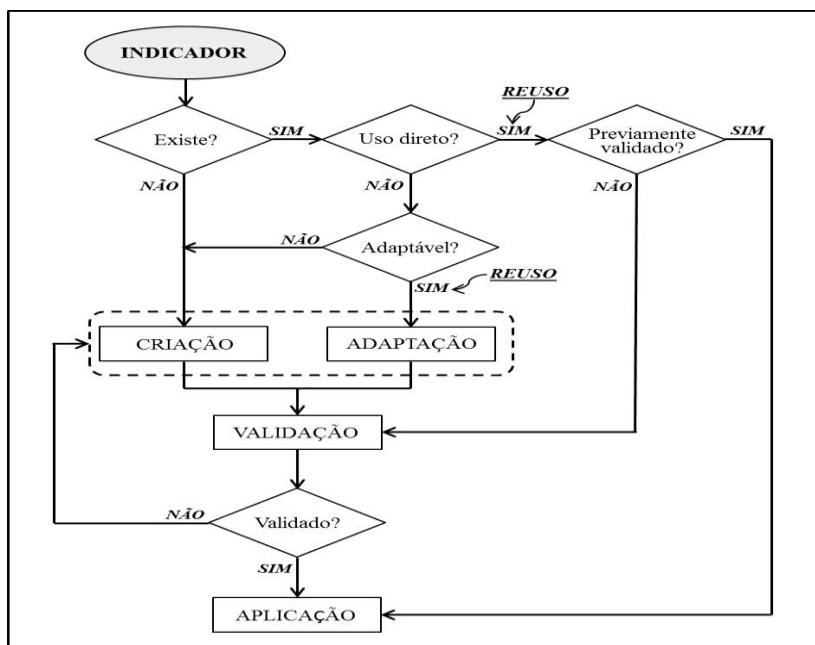 INDICADOR
REUSO
Existe?
SIM
Uso direto?
SIM
Previamente
validado?
SIM
NÃO
NÃO
NÃO
NÃO
Adaptável?
SIM
REUSO
CRIAÇÃO
ADAPTAÇÃO
VALIDAÇÃO
NÃO
Validado?
SIM
APLICAÇÃO